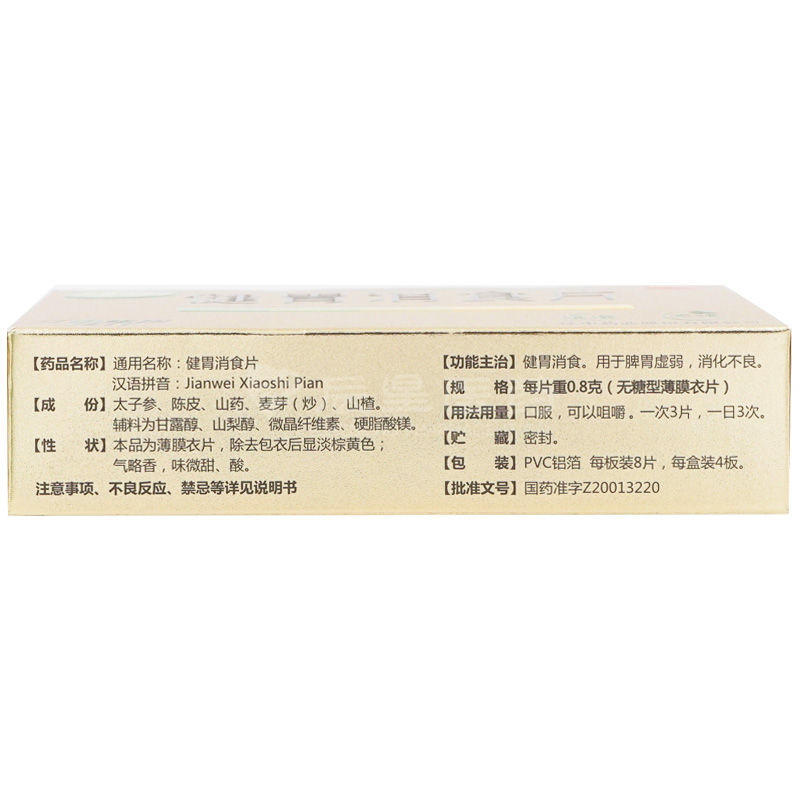 健胃消食片
【药品名称】通用名称：健胃消食片
汉语拼音：Jianwei Xiaoshi Pian
【成　　份】太子参、陈皮、山药、麦芽（炒）、山楂。
辅料为甘露醇、山梨醇、微晶纤维素、硬脂酸镁。
【性　　状】本品为薄膜衣片，除去包衣后显淡棕黄色；
气略香，味微甜、酸。
注意事项、不良反应、禁忌等详见说明书
【功能主治】健胃消食。用于脾胃虚弱，消化不良。
【规　　格】每片重0.8克（无糖型薄膜衣片）
【用法用量】口服，可以咀嚼。一次3片，一日3次。
【贮　　藏】密封。
【包　　装】PVC铝箔 每板装8片，每盒装4板。
【批准文号】国药准字Z20013220